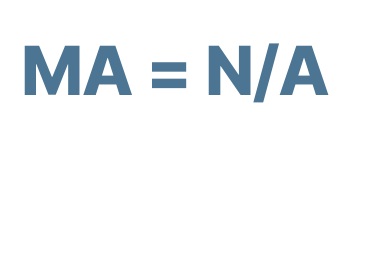 MA = N/A